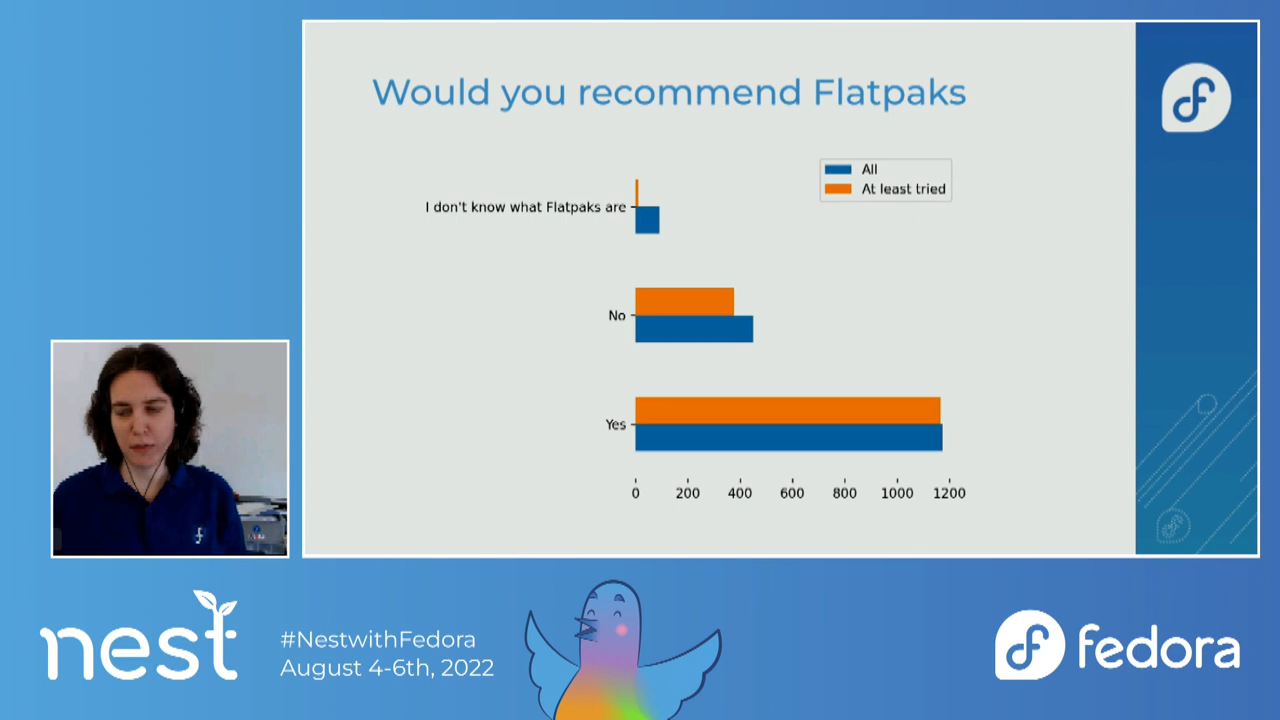 Would you recommend Flatpaks
All
At least tried
I don't know what Flatpaks are
No
Yes
0 200 400 600 800 1000 1200
nest
#NestwithFedora
August 4-6th, 2022
fedora